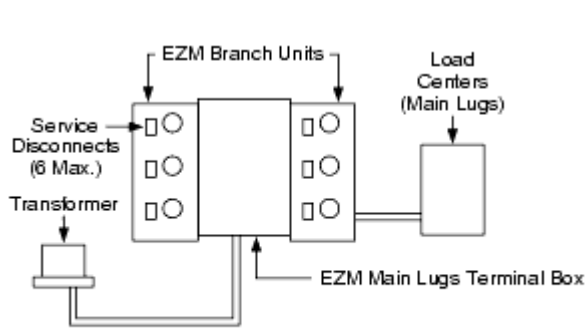 EZM Branch Units
Load
Centers
(Main Lugs)
Service
Disconnects
(6 Max.)
Transformer
EZM Main Lugs Terminal Box